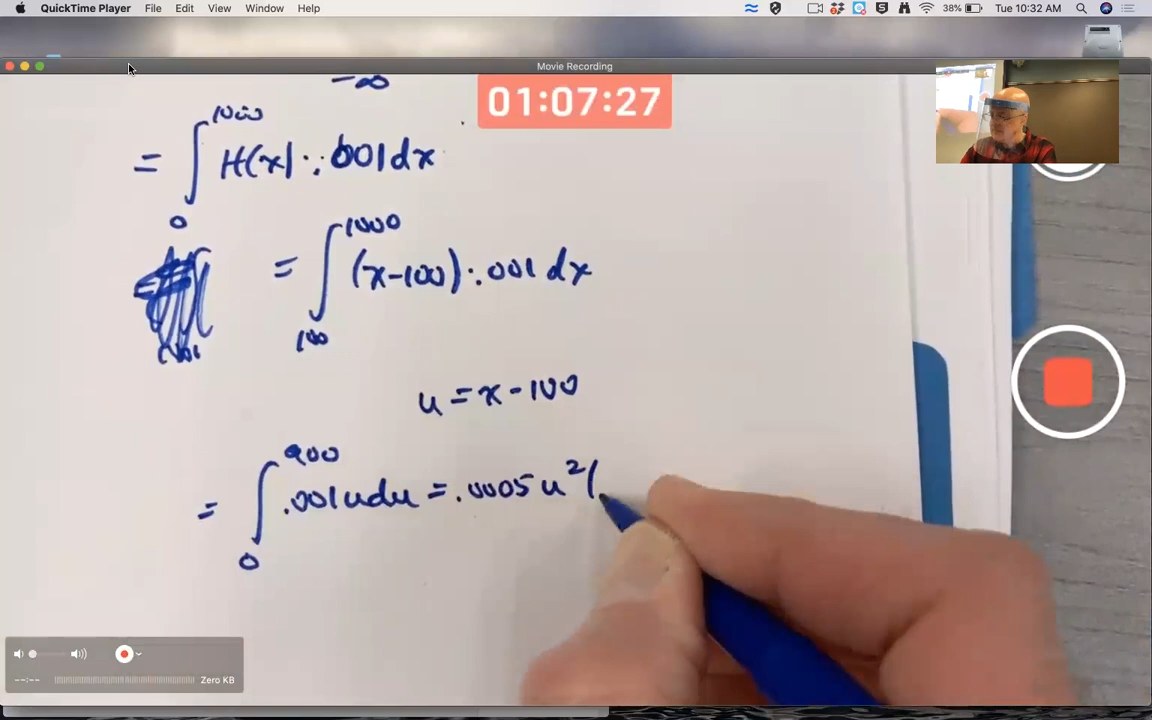 QuickTime Player File Edit View Window Help 38% Tue 10:32 AM
Movie Recording
01:07:27
-∞
= ∫₀¹⁰⁰⁰ H(x) · .001 dx
= ∫₁₀₀¹⁰⁰⁰ (x-100) · .001 dx
u = x - 100
= ∫₀⁹⁰⁰ .001 u du = .0005 u² |
--:-- Zero KB